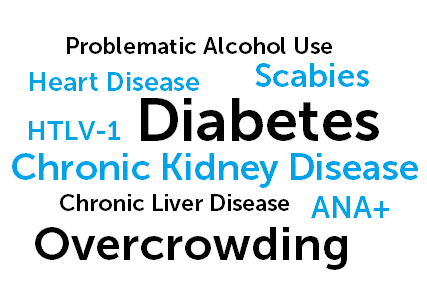 Problematic Alcohol Use
Heart Disease
Scabies
HTLV-1
Diabetes
Chronic Kidney Disease
Chronic Liver Disease
ANA+
Overcrowding